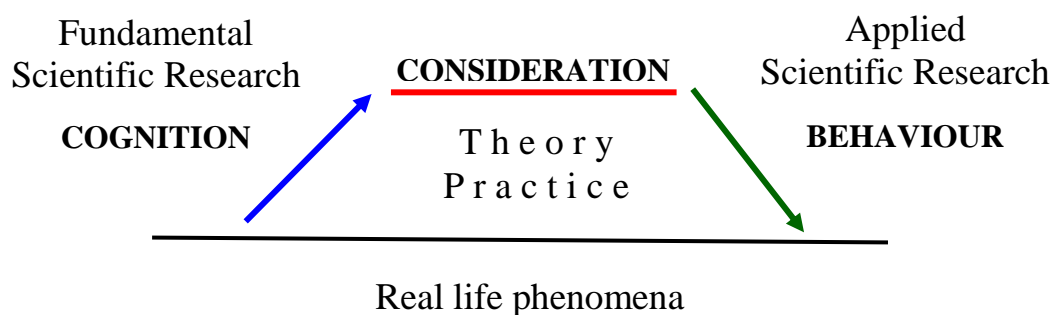 Fundamental
Scientific Research
COGNITION
CONSIDERATION
T h e o r y
P r a c t i c e
Applied
Scientific Research
BEHAVIOUR
Real life phenomena